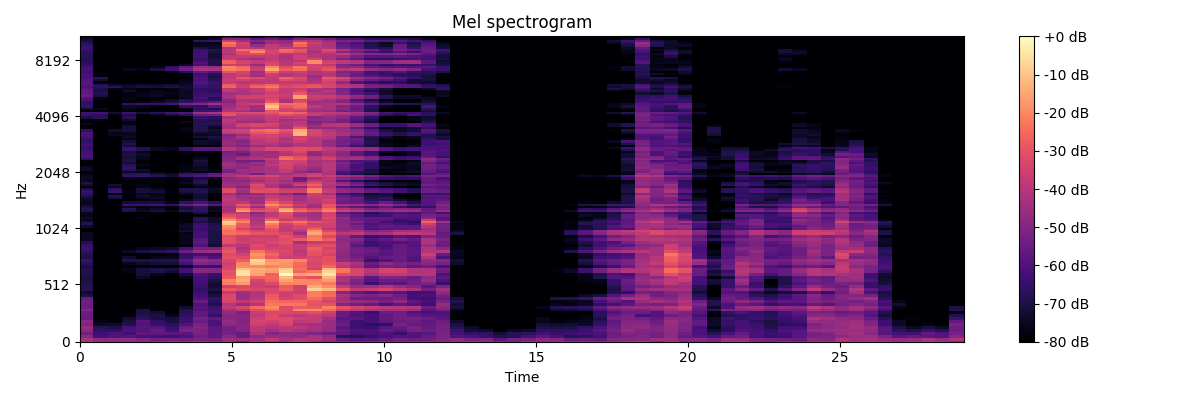 Mel spectrogram
Hz
8192
4096
2048
1024
512
0
0 5 10 15 20 25
Time
+0 dB
-10 dB
-20 dB
-30 dB
-40 dB
-50 dB
-60 dB
-70 dB
-80 dB